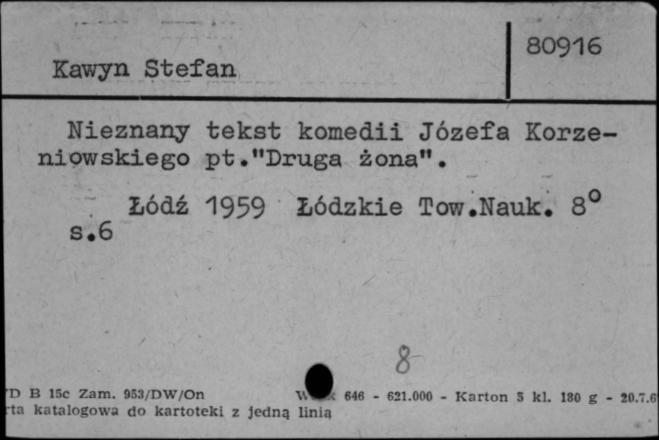 80916
Kawyn Stefan
Nieznany tekst komedii Józefa Korze-
niowskiego pt."Druga żona".
Łódź 1959 Łódzkie Tow.Nauk. 8°
s.6
8
D B 15c Zam. 953/DW/On 646 - 621.000 - Karton 5 kl. 180 g - 20.7.6
rta katalogowa do kartoteki z jedną linią